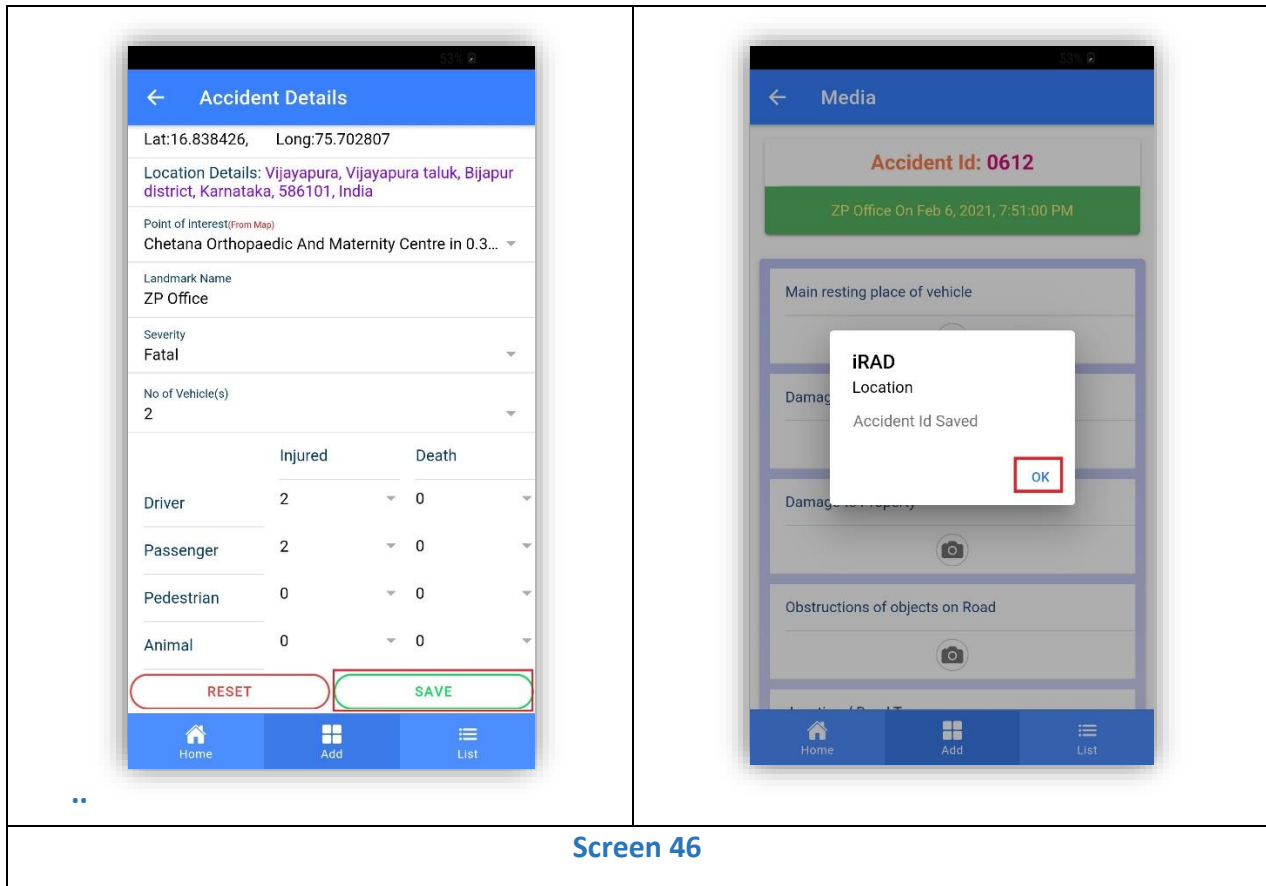 53%
Accident Details
Lat:16.838426, Long:75.702807
Location Details: Vijayapura, Vijayapura taluk, Bijapur
district, Karnataka, 586101, India
Point of interest(From Map)
Chetana Orthopaedic And Maternity Centre in 0.3...
Landmark Name
ZP Office
Severity
Fatal
No of Vehicle(s)
2
Injured Death
Driver 2 0
Passenger 2 0
Pedestrian 0 0
Animal 0 0
RESET SAVE
Home Add List
..
53%
Media
Accident Id: 0612
ZP Office On Feb 6, 2021, 7:51:00 PM
Main resting place of vehicle
iRAD
Location
Accident Id Saved
OK
Damag
Damage to Property
Obstructions of objects on Road
Home Add List
Screen 46